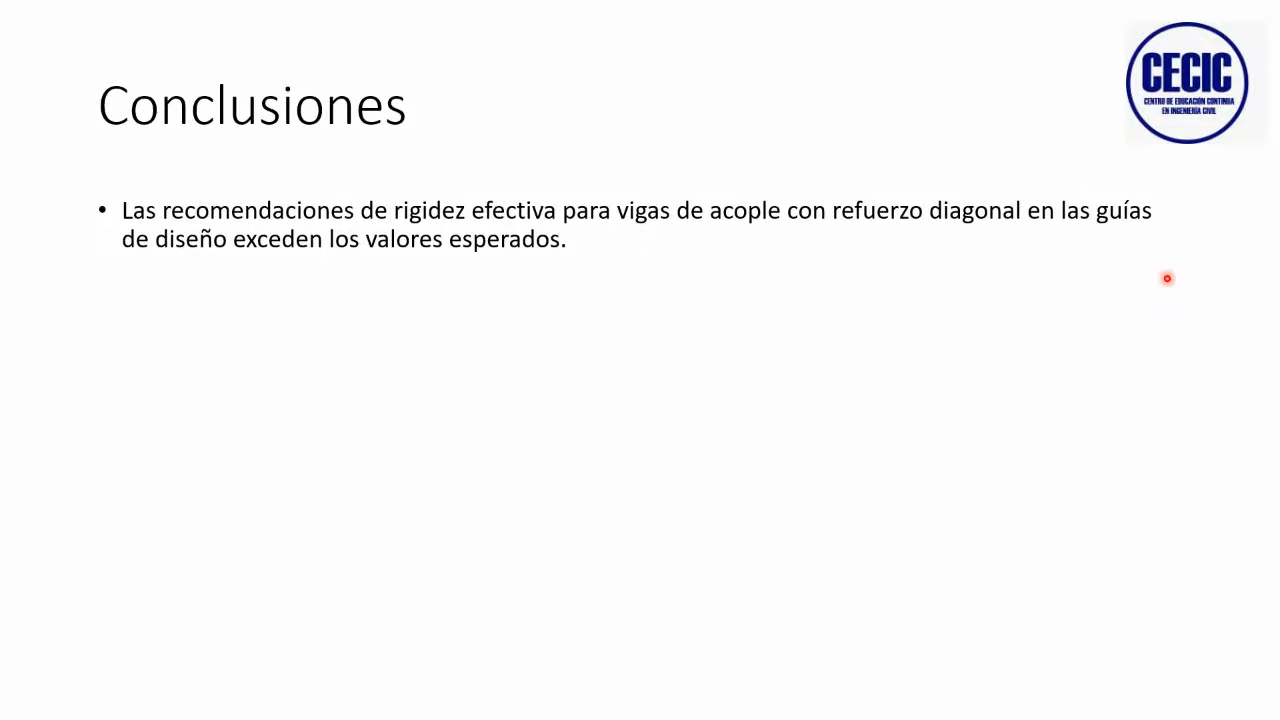 CECIC
CENTRO DE EDUCACIÓN CONTINUA
EN INGENIERÍA CIVIL
Conclusiones
• Las recomendaciones de rigidez efectiva para vigas de acople con refuerzo diagonal en las guías
de diseño exceden los valores esperados.